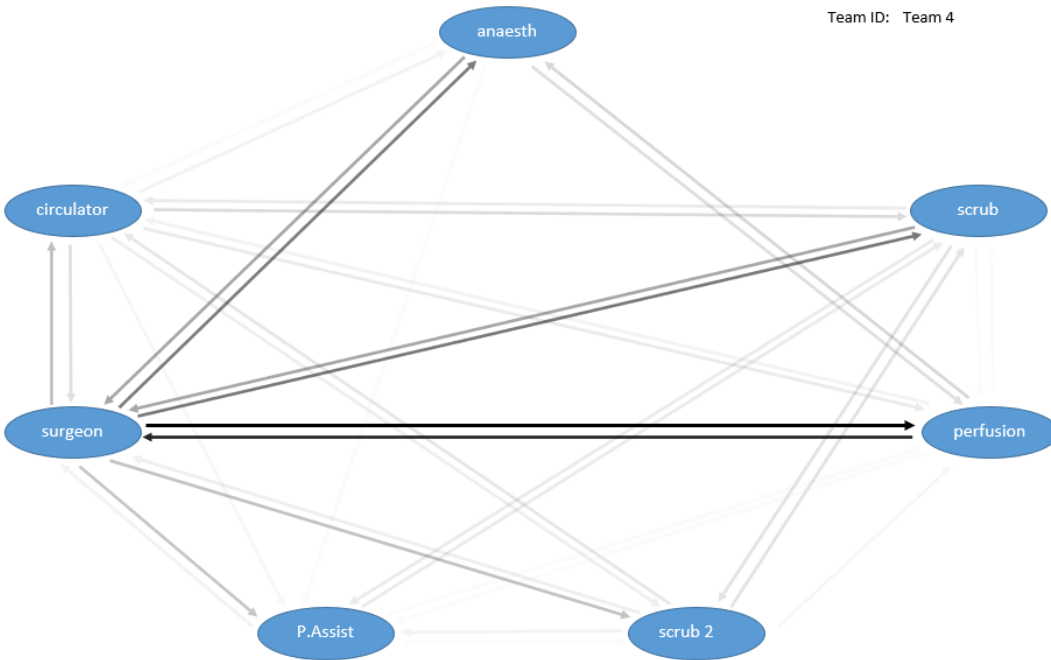 Team ID: Team 4
anaesth
circulator
scrub
surgeon
perfusion
P.Assist
scrub 2